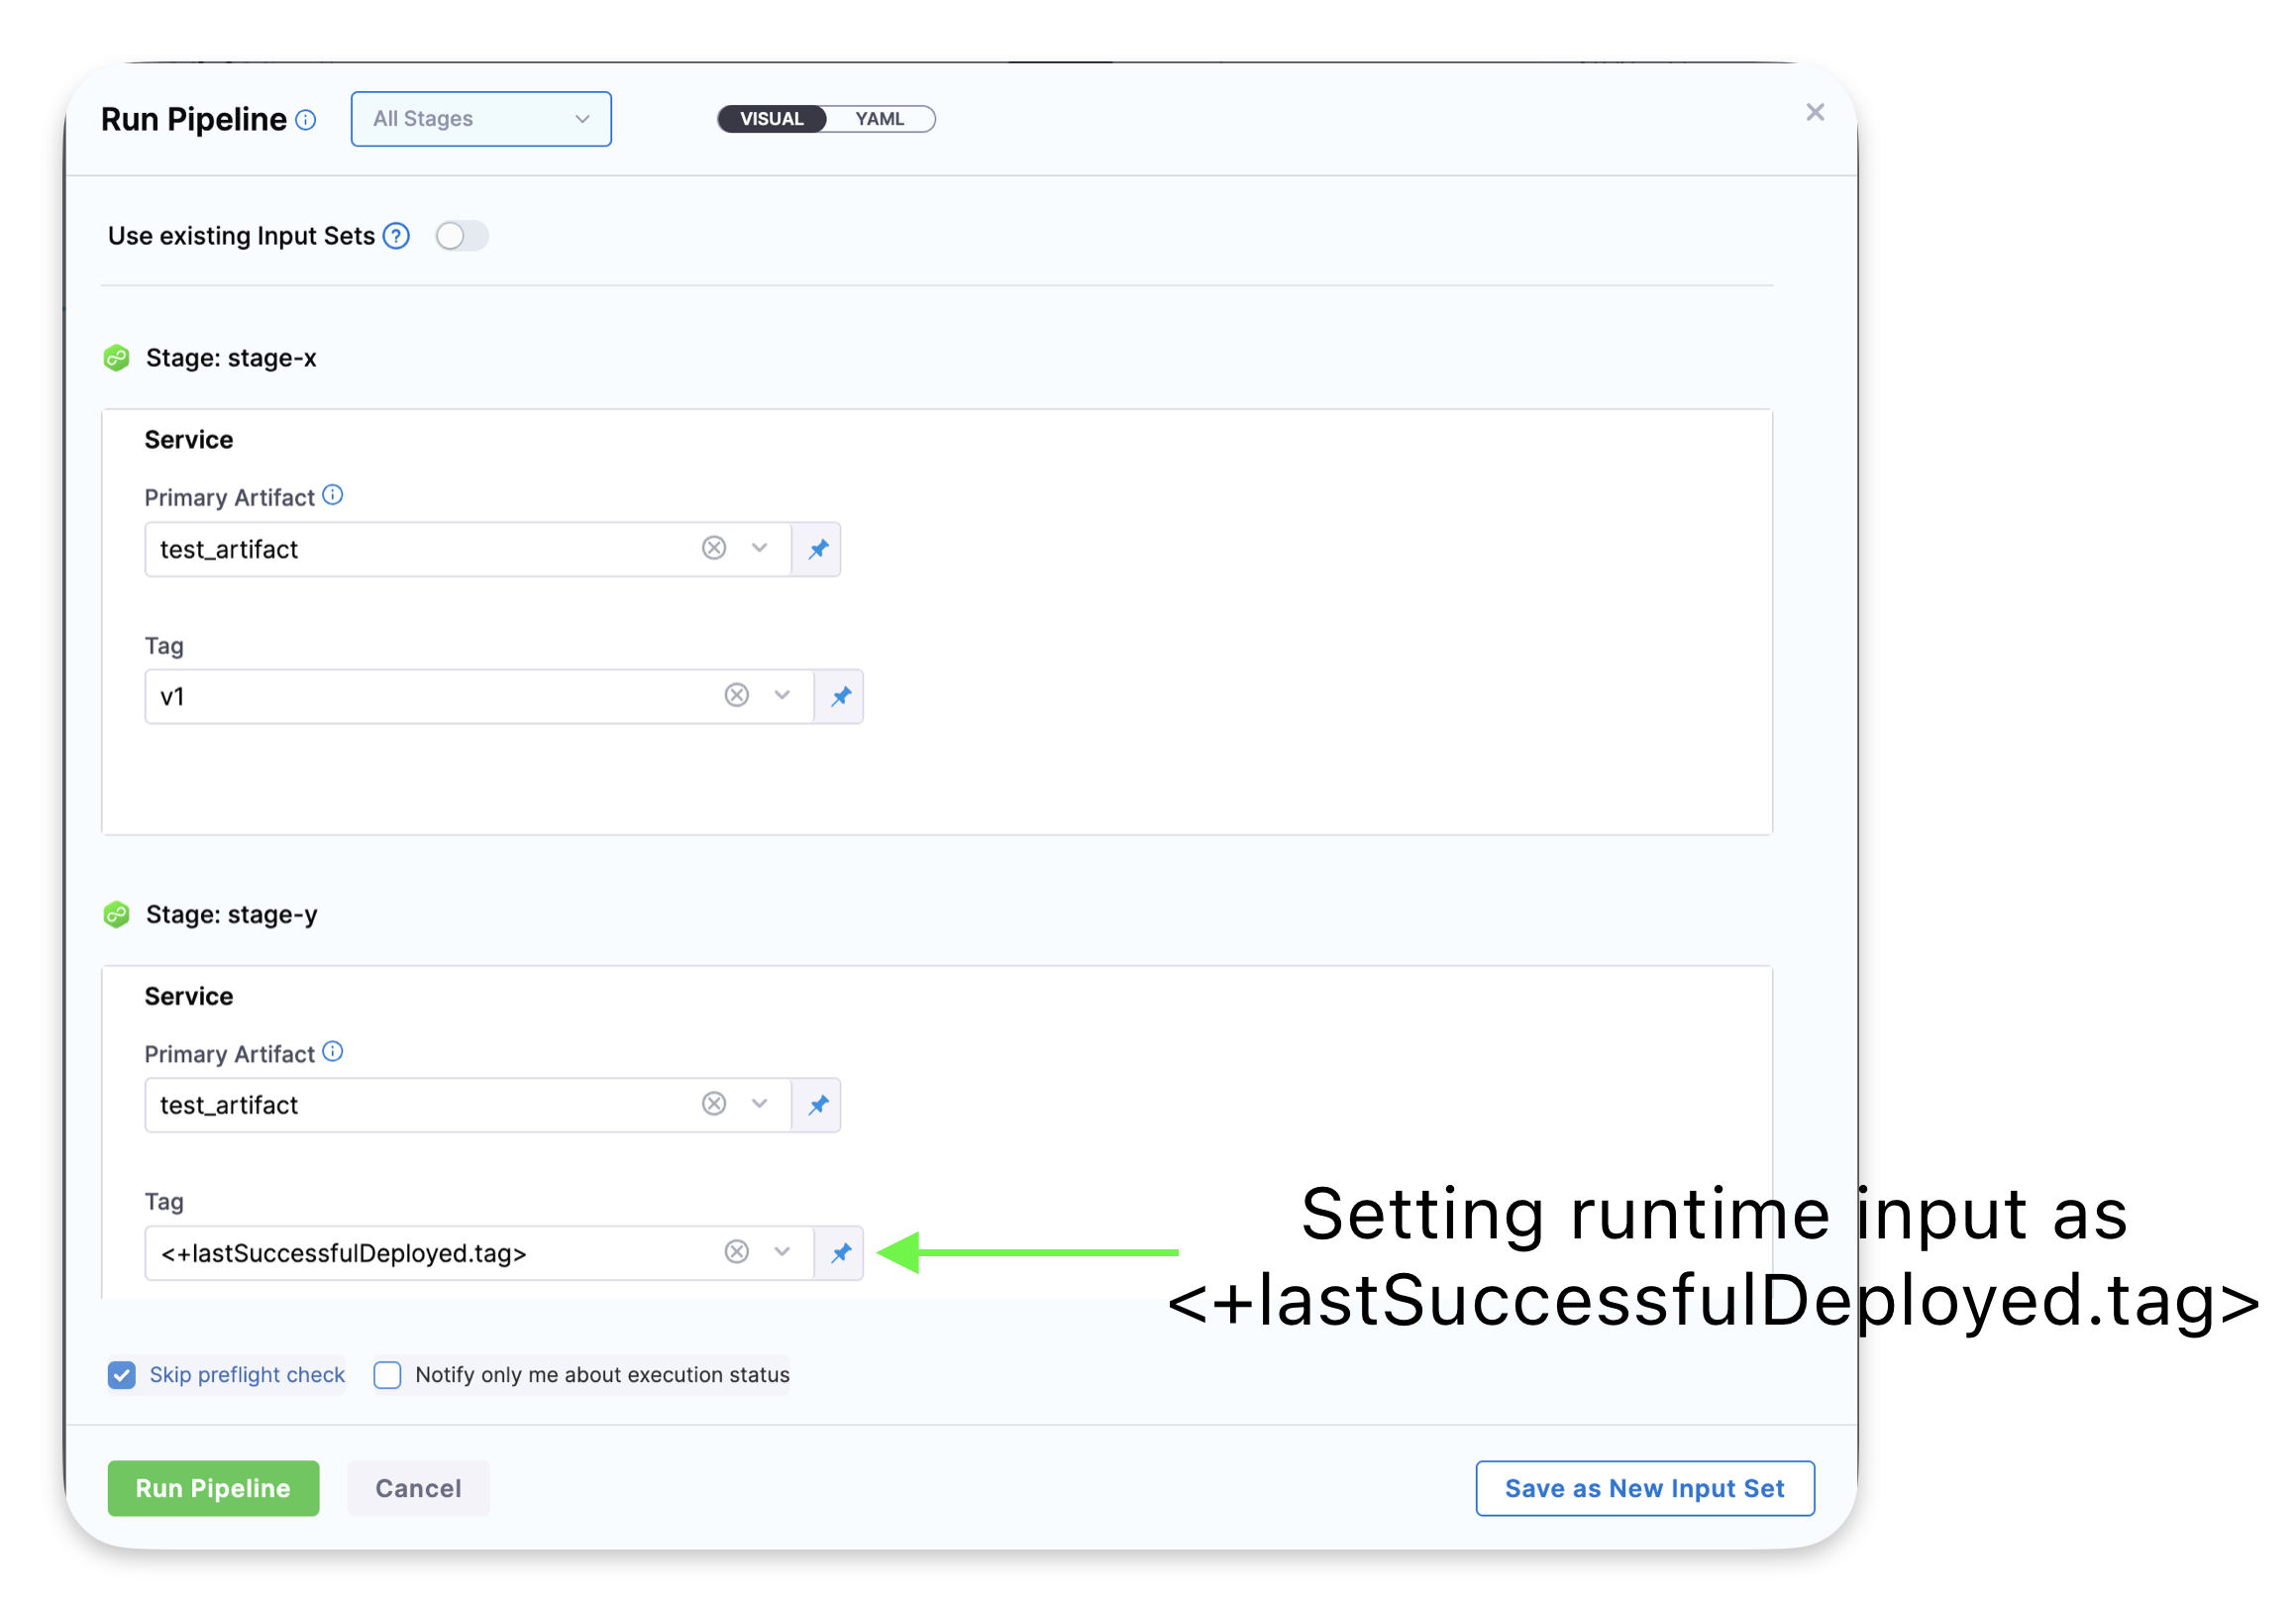 Run Pipeline
All Stages
VISUAL
YAML
Use existing Input Sets
Stage: stage-x
Service
Primary Artifact
test_artifact
Tag
v1
Stage: stage-y
Service
Primary Artifact
test_artifact
Tag
<+lastSuccessfulDeployed.tag>
Setting runtime input as
<+lastSuccessfulDeployed.tag>
Skip preflight check
Notify only me about execution status
Run Pipeline
Cancel
Save as New Input Set